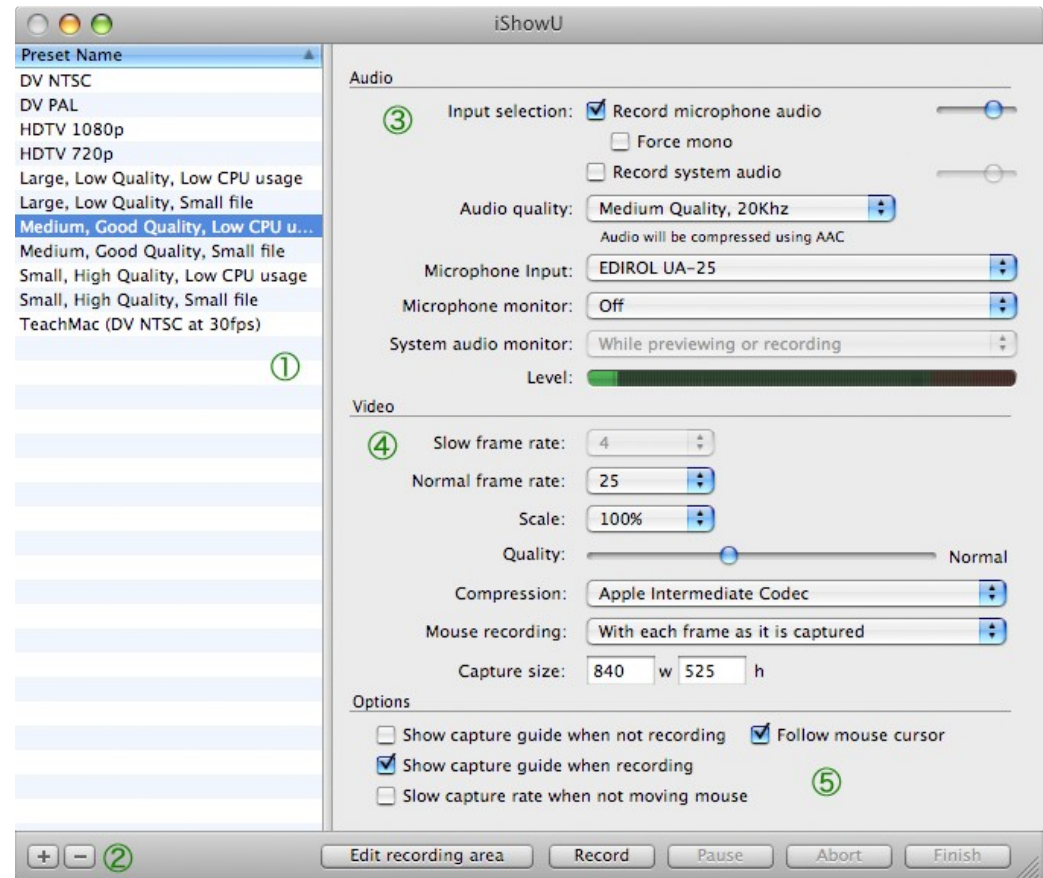 iShowU
Preset Name
DV NTSC
DV PAL
HDTV 1080p
HDTV 720p
Large, Low Quality, Low CPU usage
Large, Low Quality, Small file
Medium, Good Quality, Low CPU u...
Medium, Good Quality, Small file
Small, High Quality, Low CPU usage
Small, High Quality, Small file
TeachMac (DV NTSC at 30fps)
①
Audio
③ Input selection: Record microphone audio
Force mono
Record system audio
Audio quality: Medium Quality, 20Khz
Audio will be compressed using AAC
Microphone Input: EDIROL UA-25
Microphone monitor: Off
System audio monitor: While previewing or recording
Level:
Video
④ Slow frame rate: 4
Normal frame rate: 25
Scale: 100%
Quality: Normal
Compression: Apple Intermediate Codec
Mouse recording: With each frame as it is captured
Capture size: 840 w 525 h
Options
Show capture guide when not recording Follow mouse cursor
Show capture guide when recording
⑤
Slow capture rate when not moving mouse
+ − ② Edit recording area Record Pause Abort Finish